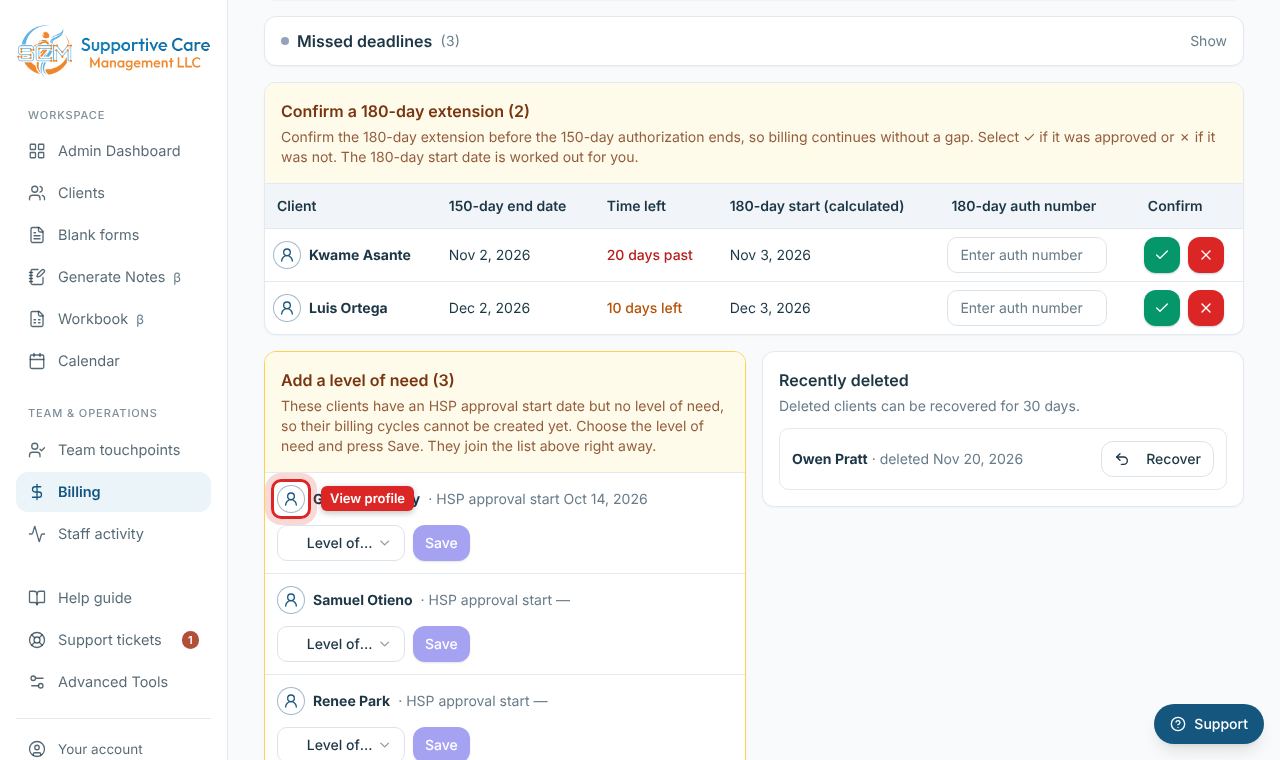 SCM
Supportive Care
Management LLC
WORKSPACE
Admin Dashboard
Clients
Blank forms
Generate Notes β
Workbook β
Calendar
TEAM & OPERATIONS
Team touchpoints
Billing
Staff activity
Help guide
Support tickets 1
Advanced Tools
Your account
Missed deadlines (3)
Show
Confirm a 180-day extension (2)
Confirm the 180-day extension before the 150-day authorization ends, so billing continues without a gap. Select ✓ if it was approved or × if it
was not. The 180-day start date is worked out for you.
Client 150-day end date Time left 180-day start (calculated) 180-day auth number Confirm
Kwame Asante Nov 2, 2026 20 days past Nov 3, 2026 Enter auth number
Luis Ortega Dec 2, 2026 10 days left Dec 3, 2026 Enter auth number
Add a level of need (3)
These clients have an HSP approval start date but no level of need,
so their billing cycles cannot be created yet. Choose the level of
need and press Save. They join the list above right away.
View profile · HSP approval start Oct 14, 2026
Level of... Save
Samuel Otieno · HSP approval start —
Level of... Save
Renee Park · HSP approval start —
Level of... Save
Recently deleted
Deleted clients can be recovered for 30 days.
Owen Pratt · deleted Nov 20, 2026 Recover
Support